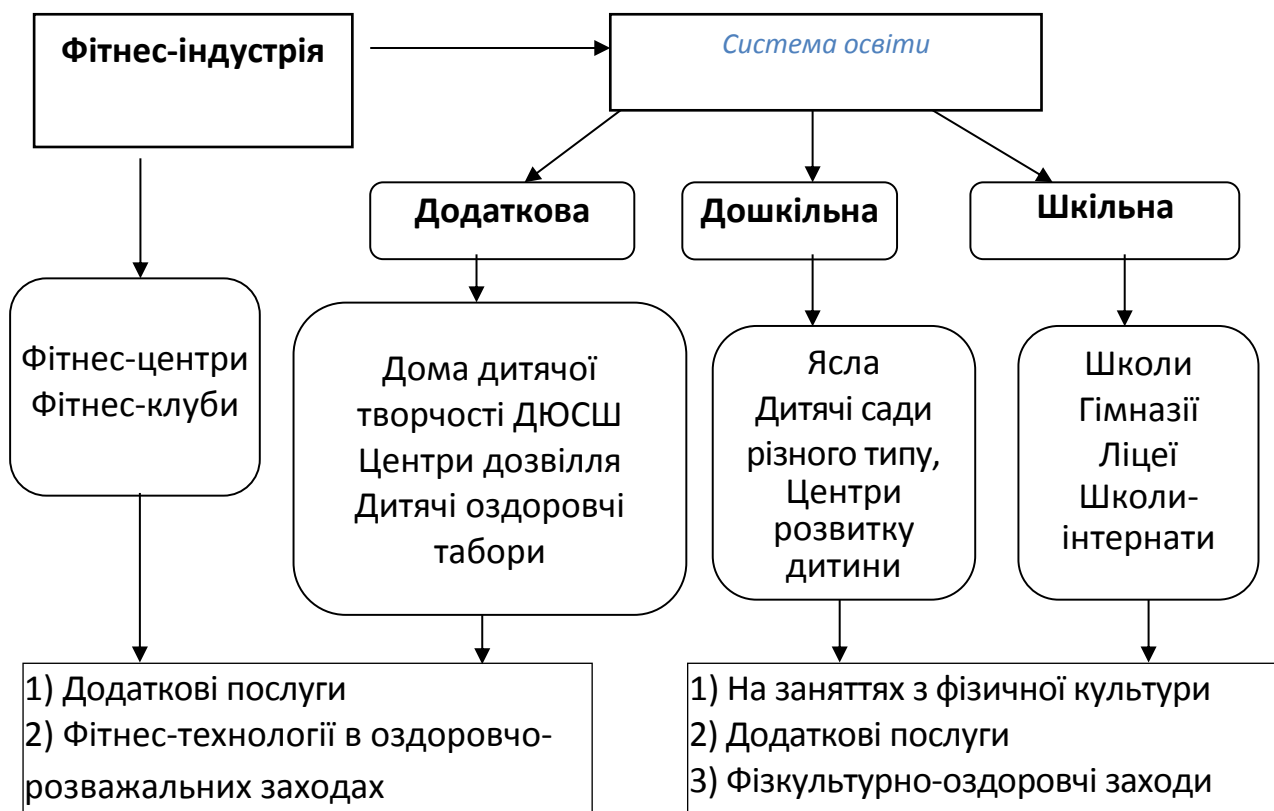 Фітнес-індустрія
Система освіти
Додаткова
Дошкільна
Шкільна
Фітнес-центри
Фітнес-клуби
Дома дитячої
творчості ДЮСШ
Центри дозвілля
Дитячі оздоровчі
табори
Ясла
Дитячі сади
різного типу,
Центри
розвитку
дитини
Школи
Гімназії
Ліцеї
Школи-
інтернати
1) Додаткові послуги
2) Фітнес-технології в оздоровчо-
розважальних заходах
1) На заняттях з фізичної культури
2) Додаткові послуги
3) Фізкультурно-оздоровчі заходи